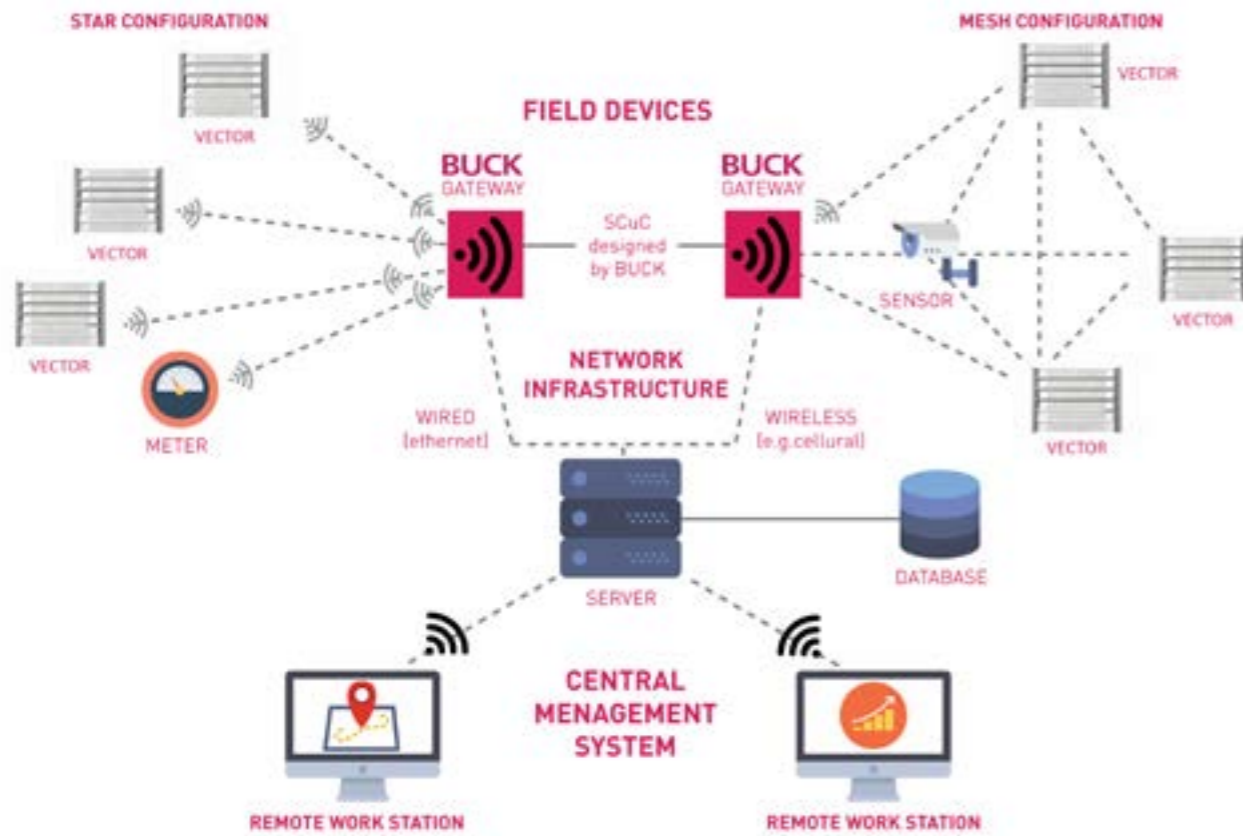 STAR CONFIGURATION
MESH CONFIGURATION
VECTOR
VECTOR
FIELD DEVICES
BUCK
GATEWAY
BUCK
GATEWAY
VECTOR
SCuC
designed
by BUCK
VECTOR
SENSOR
VECTOR
METER
NETWORK
INFRASTRUCTURE
WIRED
(ethernet)
WIRELESS
(e.g.cellural)
VECTOR
SERVER
DATABASE
CENTRAL
MENAGEMENT
SYSTEM
REMOTE WORK STATION
REMOTE WORK STATION